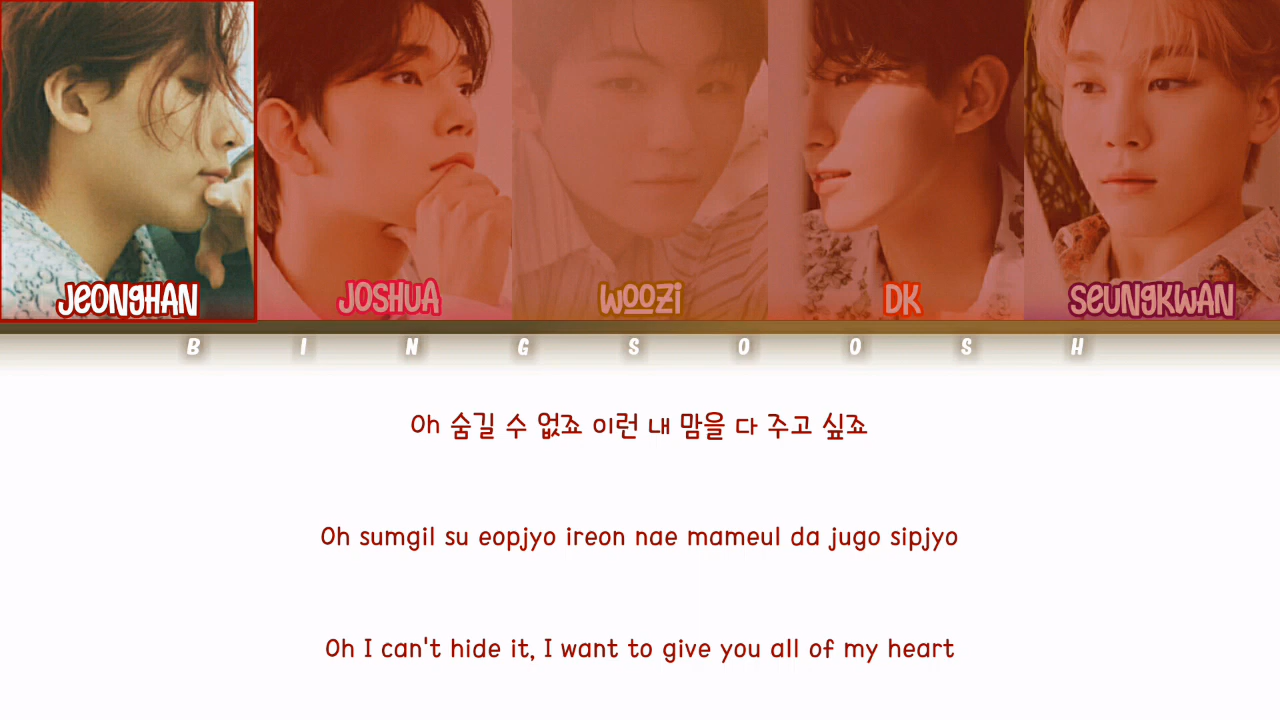 JEONGHAN JOSHUA WOOZI DK SEUNGKWAN
BINGSOOSH
Oh 숨길 수 없죠 이런 내 맘을 다 주고 싶죠
Oh sumgil su eopjyo ireon nae mameul da jugo sipjyo
Oh I can't hide it, I want to give you all of my heart